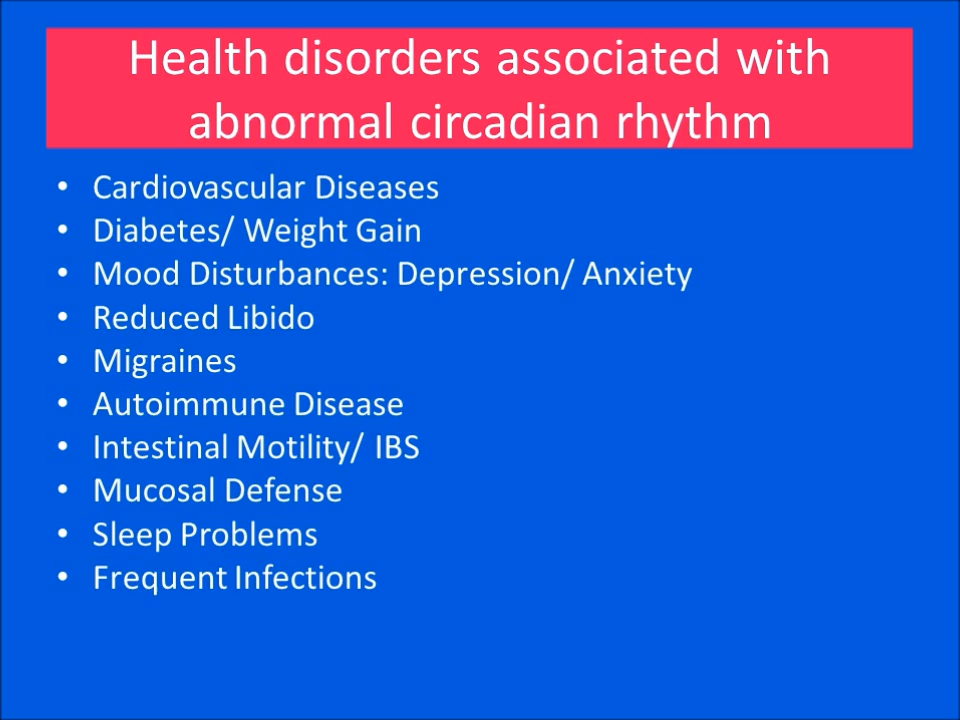 Health disorders associated with
abnormal circadian rhythm
• Cardiovascular Diseases
• Diabetes/ Weight Gain
• Mood Disturbances: Depression/ Anxiety
• Reduced Libido
• Migraines
• Autoimmune Disease
• Intestinal Motility/ IBS
• Mucosal Defense
• Sleep Problems
• Frequent Infections